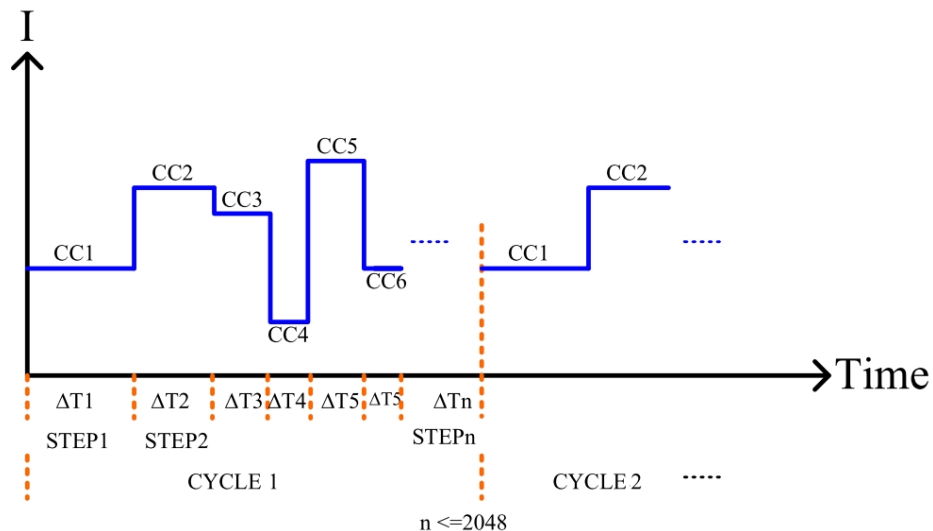 I
CC5
CC2
CC2
CC3
CC1
CC1
CC6
CC4
Time
ΔT1 ΔT2 ΔT3 ΔT4 ΔT5 ΔT5 ΔTn
STEP1 STEP2 STEPn
CYCLE 1 CYCLE 2
n <=2048